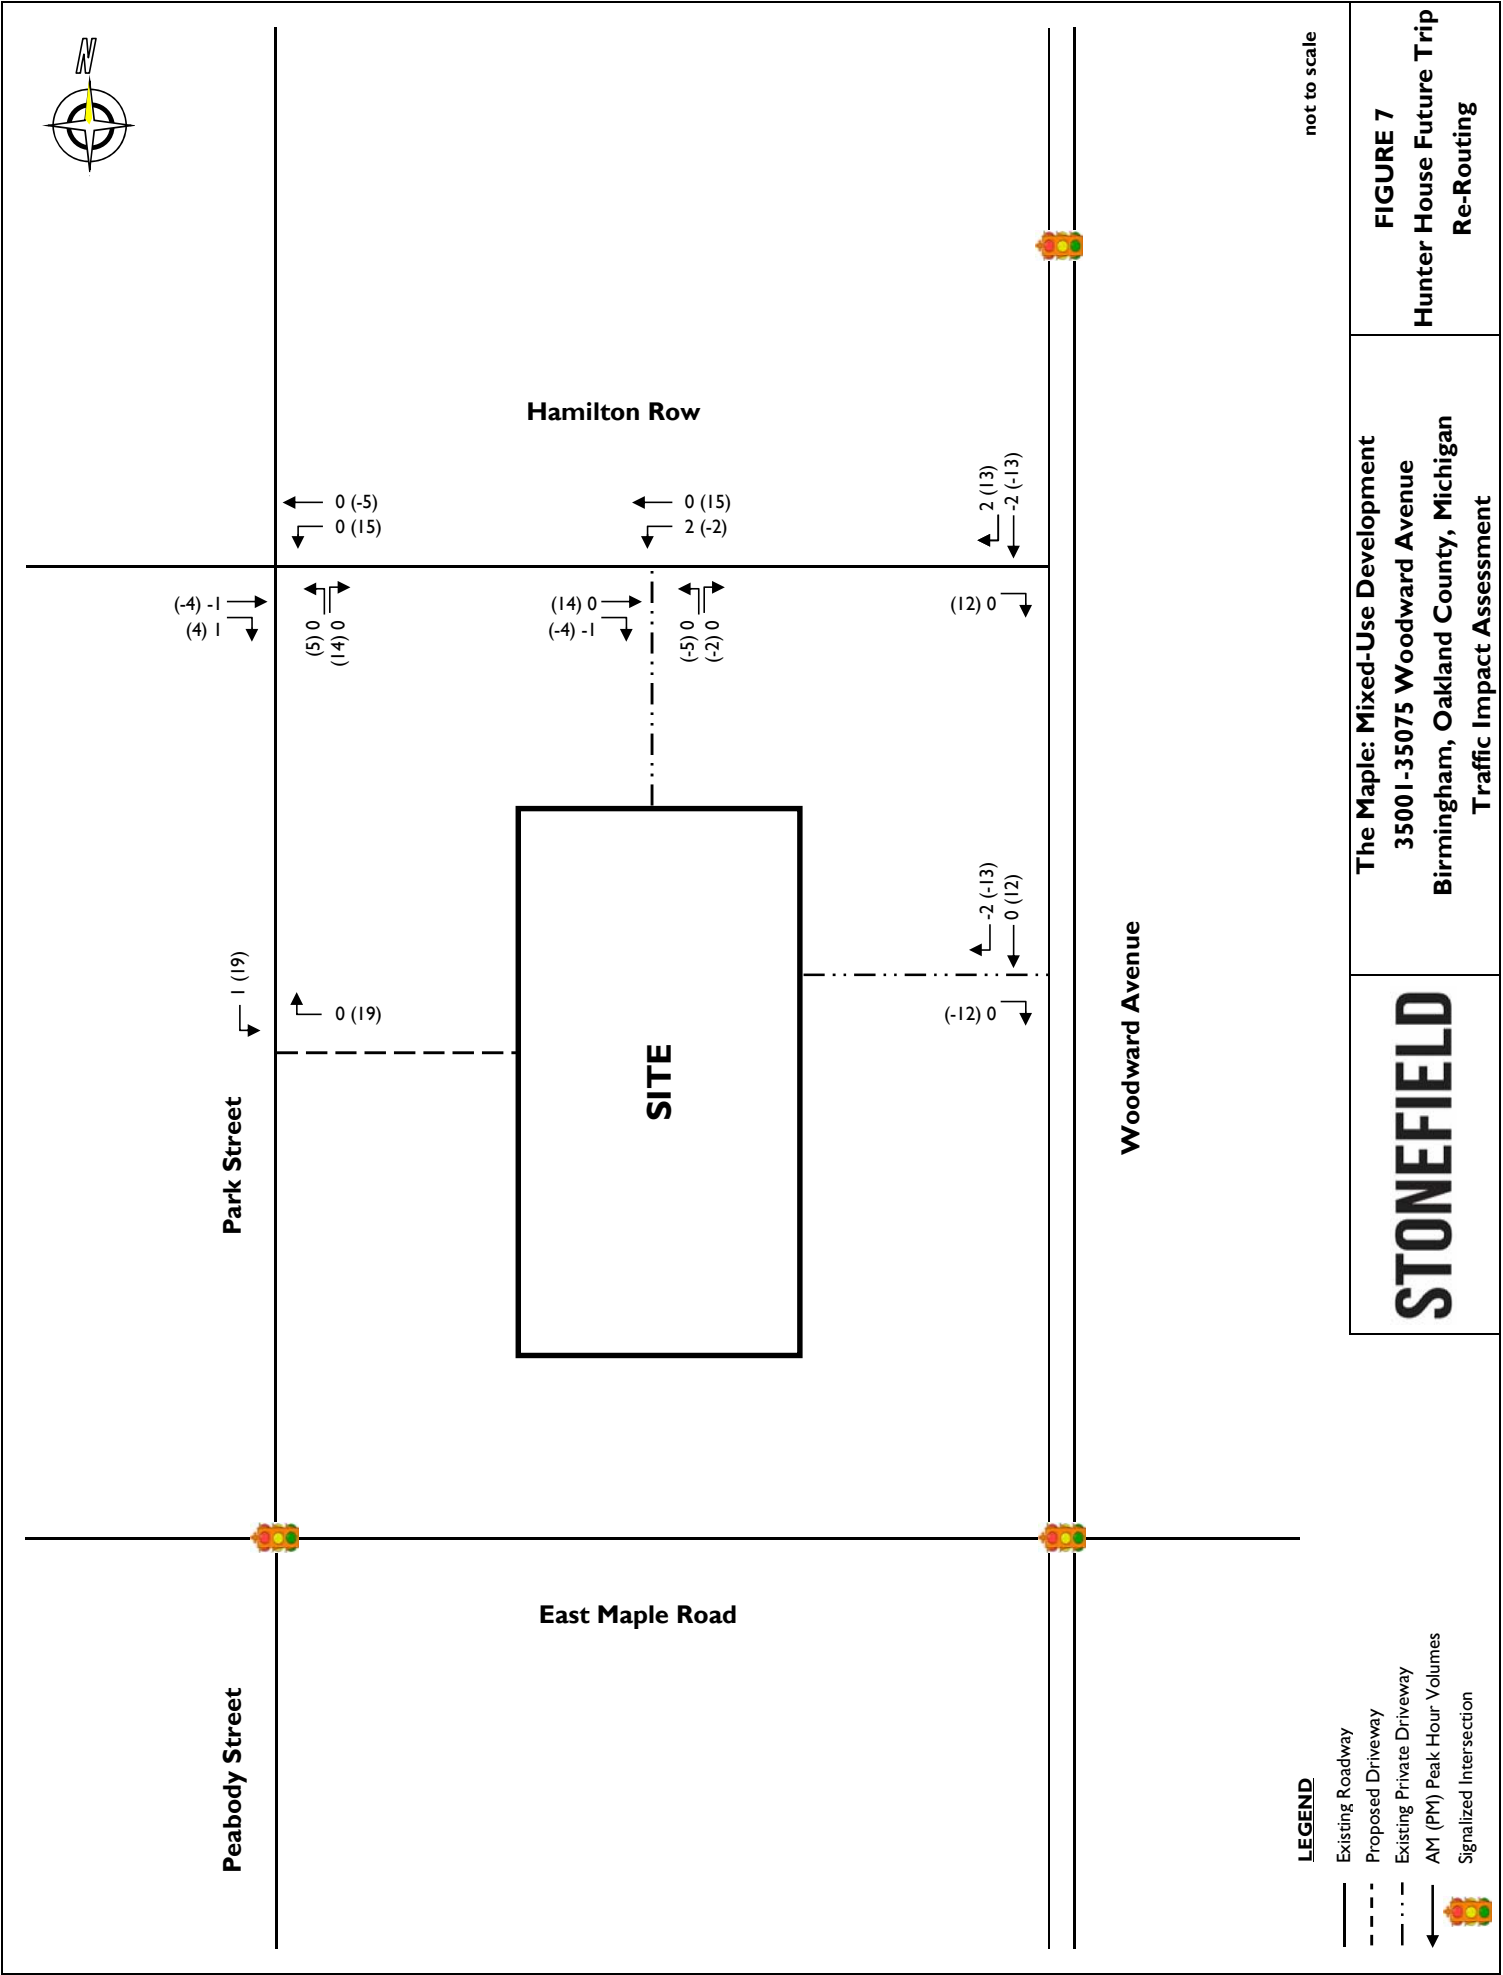 N
not to scale
Hamilton Row
0 (-5)
0 (15)
0 (15)
2 (-2)
2 (13)
-2 (-13)
(-4) -1
(4) 1
(5) 0
(14) 0
(14) 0
(-4) -1
(-5) 0
(-2) 0
(12) 0
1 (19)
0 (19)
-2 (-13)
0 (12)
(-12) 0
SITE
Park Street
Woodward Avenue
East Maple Road
Peabody Street
LEGEND
Existing Roadway
Proposed Driveway
Existing Private Driveway
AM (PM) Peak Hour Volumes
Signalized Intersection
STONEFIELD
The Maple: Mixed-Use Development
35001-35075 Woodward Avenue
Birmingham, Oakland County, Michigan
Traffic Impact Assessment
FIGURE 7
Hunter House Future Trip
Re-Routing